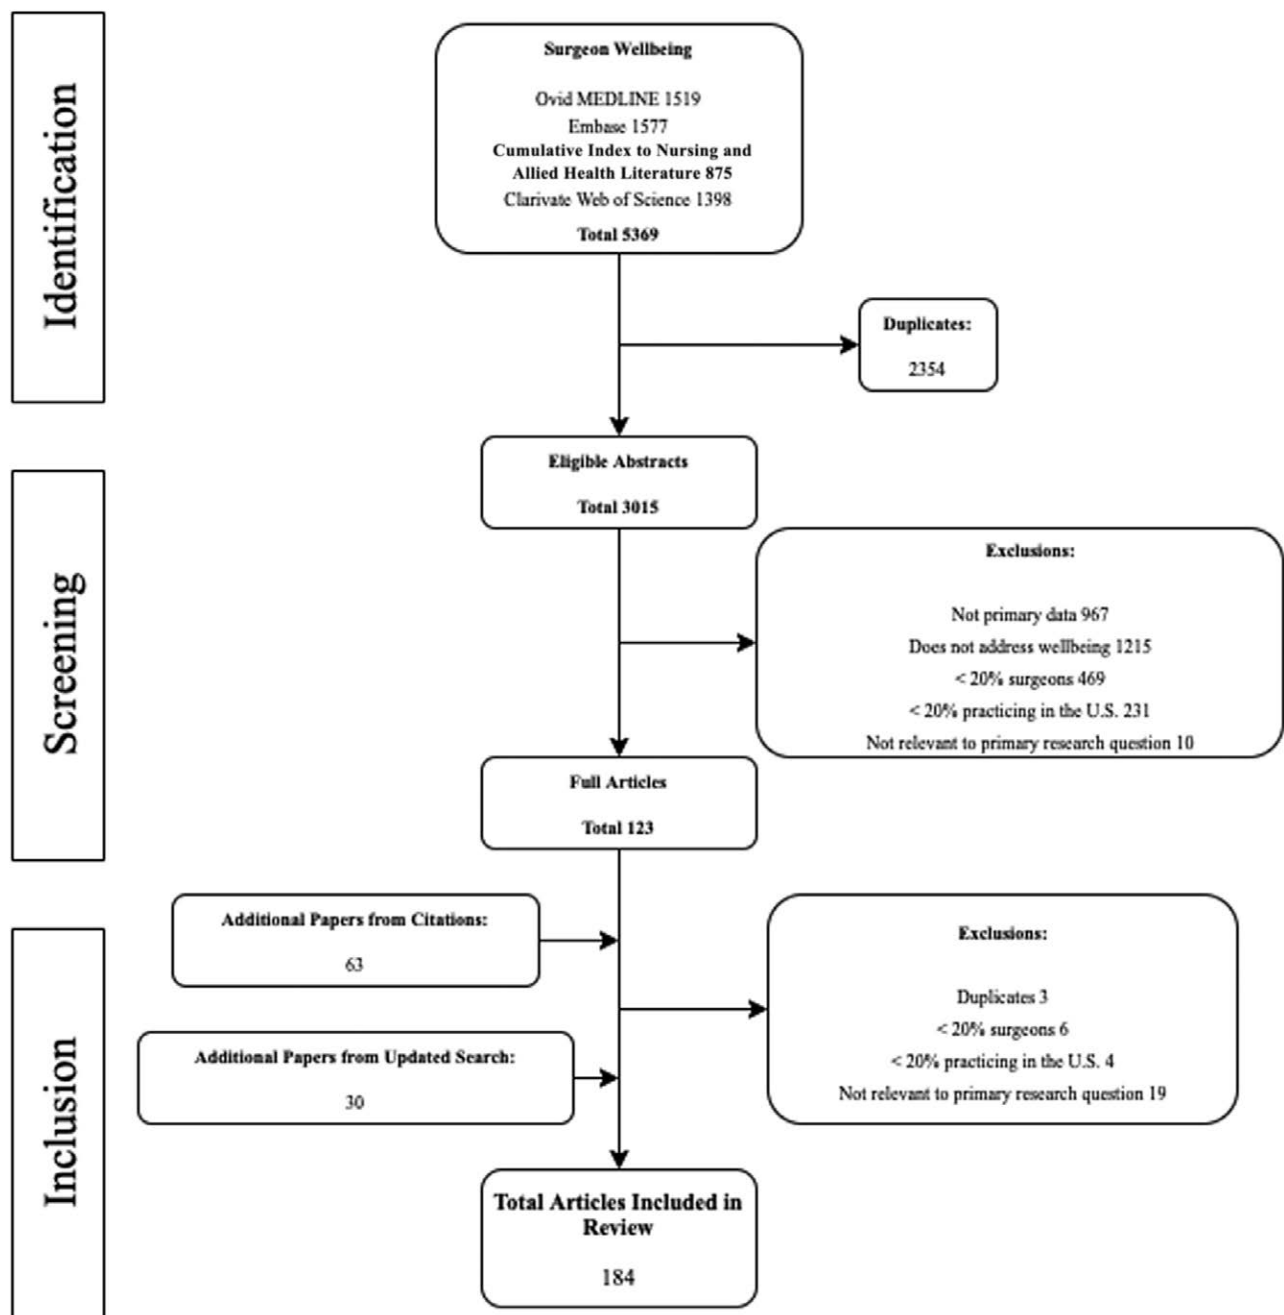 Identification
Surgeon Wellbeing
Ovid MEDLINE 1519
Embase 1577
Cumulative Index to Nursing and
Allied Health Literature 875
Clarivate Web of Science 1398
Total 5369
Duplicates:
2354
Screening
Eligible Abstracts
Total 3015
Exclusions:
Not primary data 967
Does not address wellbeing 1215
< 20% surgeons 469
< 20% practicing in the U.S. 231
Not relevant to primary research question 10
Full Articles
Total 123
Inclusion
Additional Papers from Citations:
63
Exclusions:
Duplicates 3
< 20% surgeons 6
< 20% practicing in the U.S. 4
Not relevant to primary research question 19
Additional Papers from Updated Search:
30
Total Articles Included in
Review
184